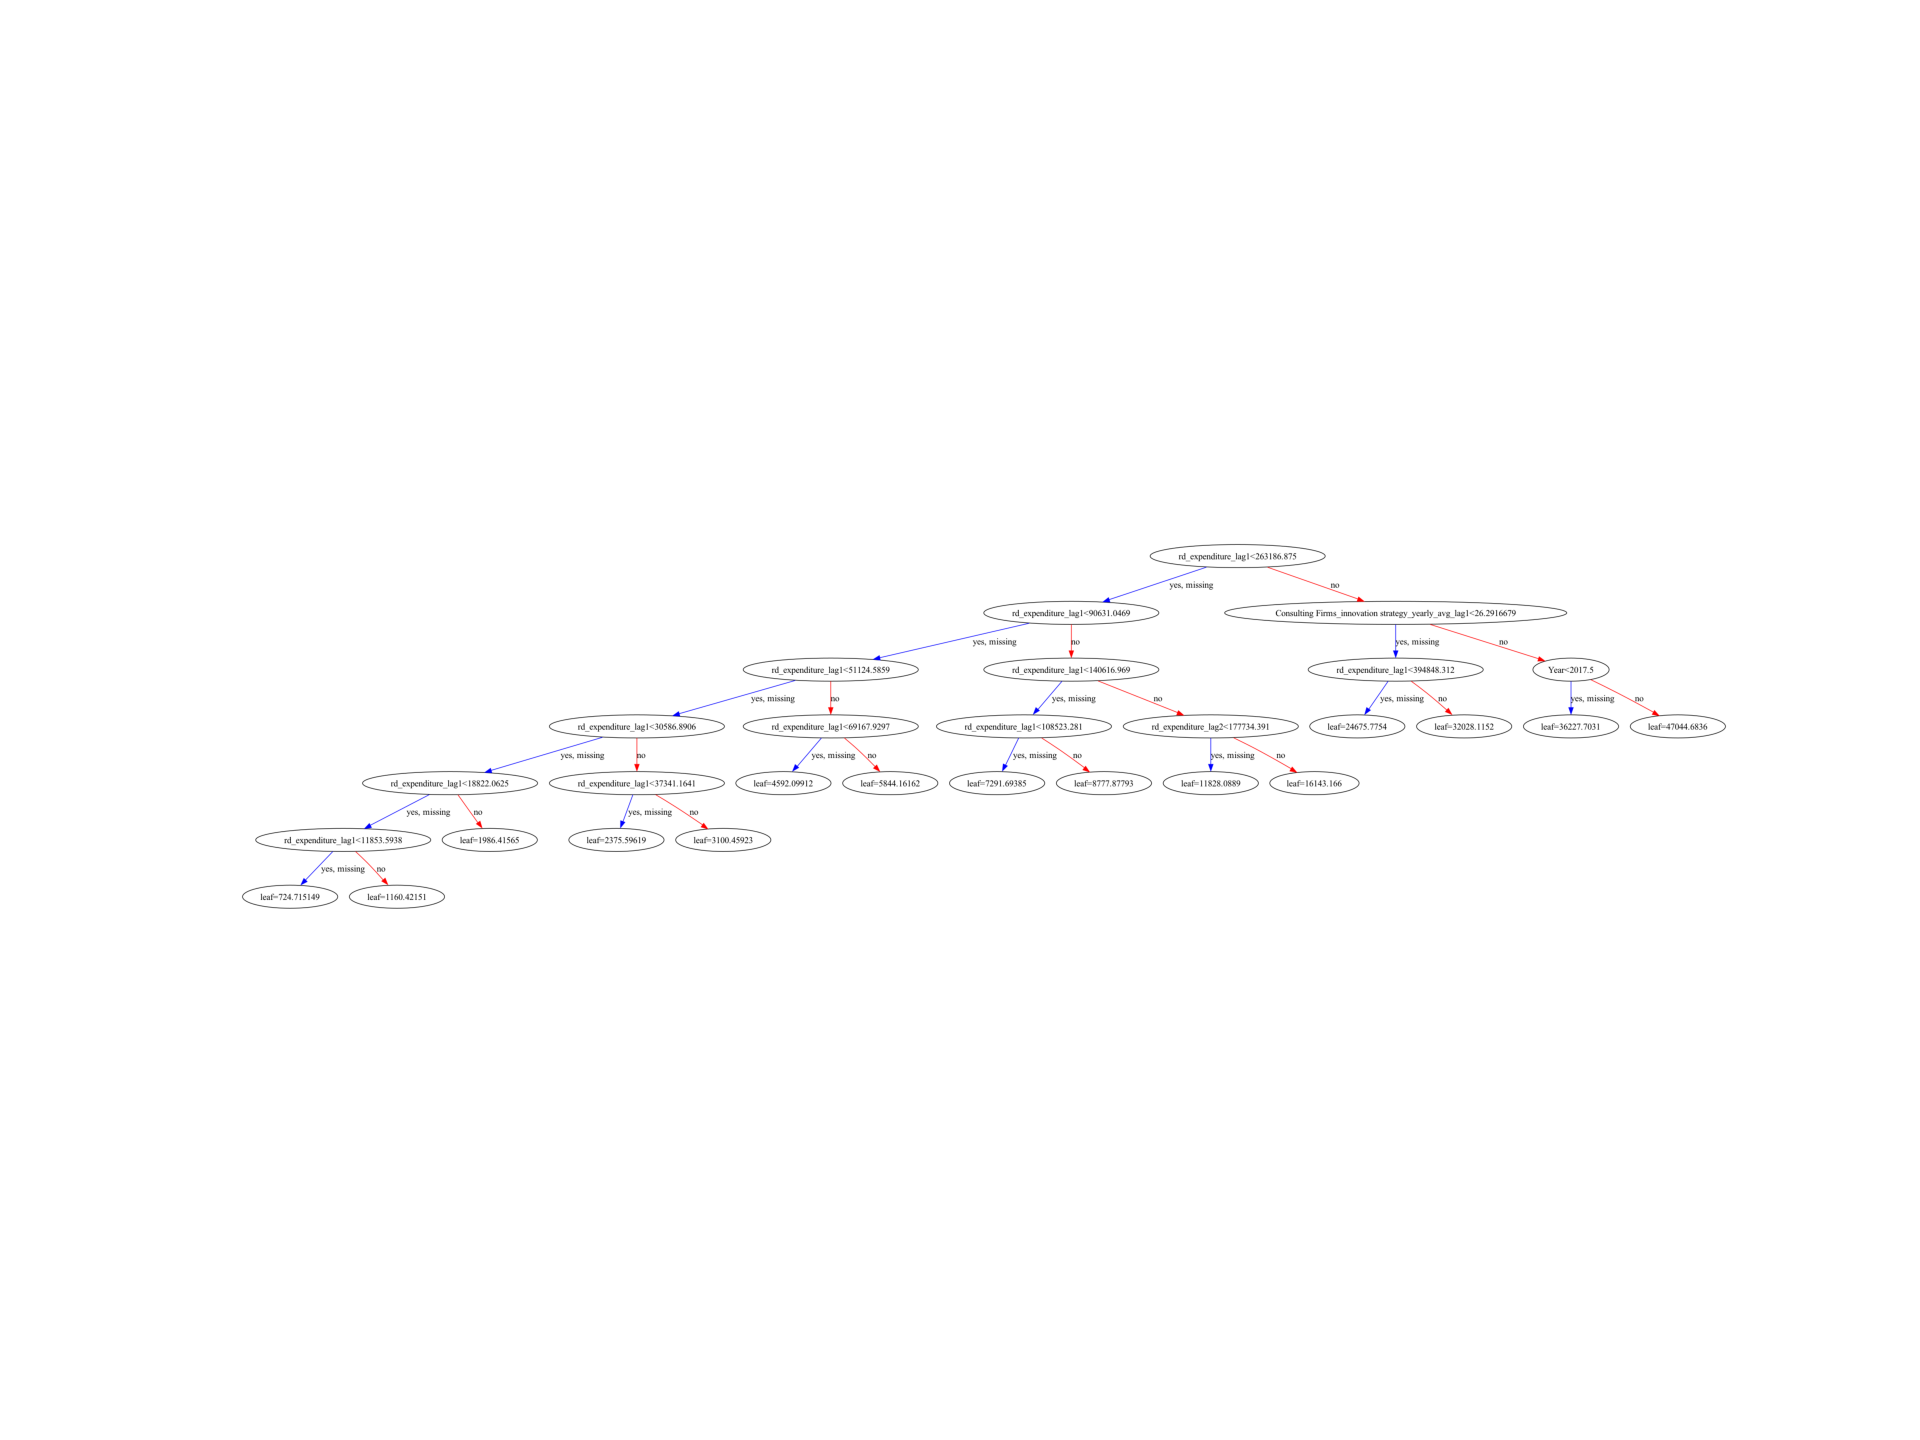 rd_expenditure_lag1<263186.875
yes, missing
no
rd_expenditure_lag1<90631.0469
Consulting Firms_innovation strategy_yearly_avg_lag1<26.2916679
yes, missing
no
yes, missing
no
rd_expenditure_lag1<51124.5859
rd_expenditure_lag1<140616.969
rd_expenditure_lag1<394848.312
Year<2017.5
yes, missing
no
yes, missing
no
yes, missing
no
yes, missing
no
rd_expenditure_lag1<30586.8906
rd_expenditure_lag1<69167.9297
rd_expenditure_lag1<108523.281
rd_expenditure_lag2<177734.391
leaf=24675.7754
leaf=32028.1152
leaf=36227.7031
leaf=47044.6836
yes, missing
no
yes, missing
no
yes, missing
no
yes, missing
no
rd_expenditure_lag1<18822.0625
rd_expenditure_lag1<37341.1641
leaf=4592.09912
leaf=5844.16162
leaf=7291.69385
leaf=8777.87793
leaf=11828.0889
leaf=16143.166
yes, missing
no
yes, missing
no
rd_expenditure_lag1<11853.5938
leaf=1986.41565
leaf=2375.59619
leaf=3100.45923
yes, missing
no
leaf=724.715149
leaf=1160.42151